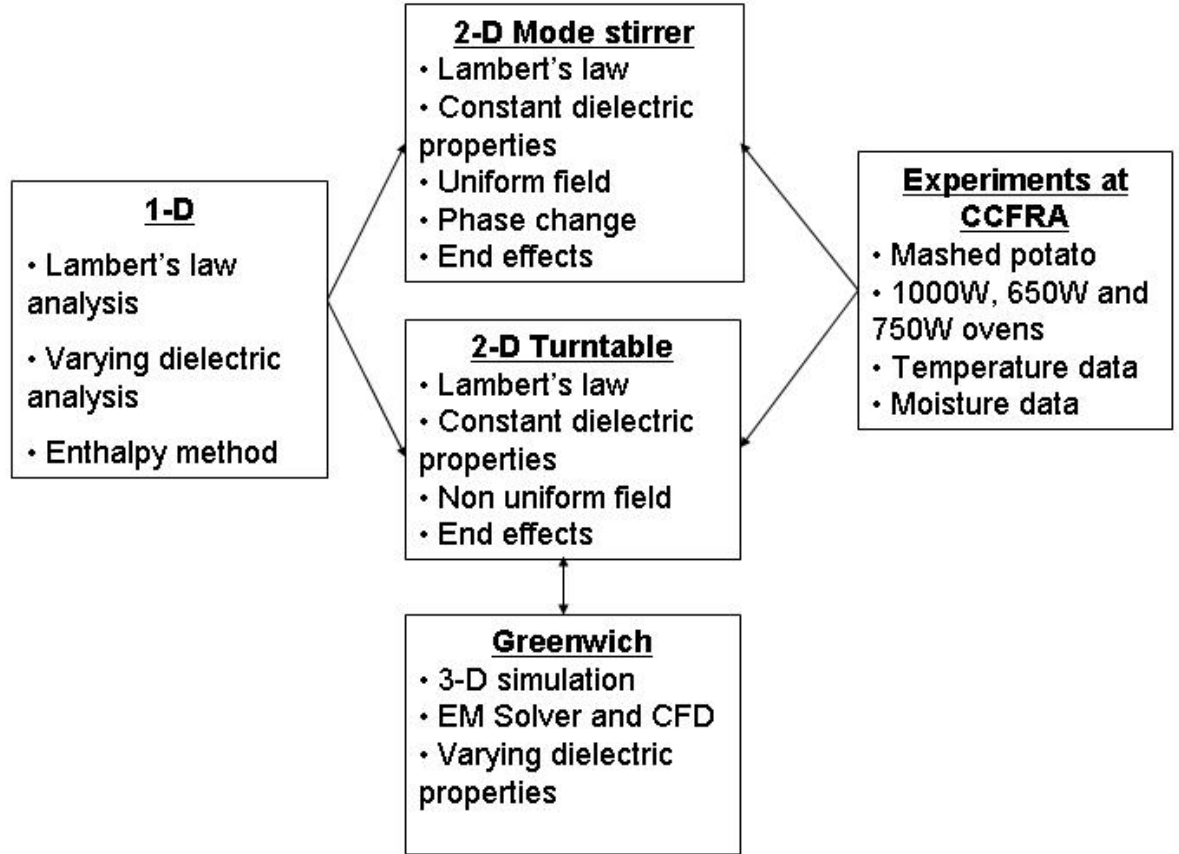 1-D
• Lambert's law
analysis
• Varying dielectric
analysis
• Enthalpy method
2-D Mode stirrer
• Lambert's law
• Constant dielectric
properties
• Uniform field
• Phase change
• End effects
2-D Turntable
• Lambert's law
• Constant dielectric
properties
• Non uniform field
• End effects
Greenwich
• 3-D simulation
• EM Solver and CFD
• Varying dielectric
properties
Experiments at
CCFRA
• Mashed potato
• 1000W, 650W and
750W ovens
• Temperature data
• Moisture data